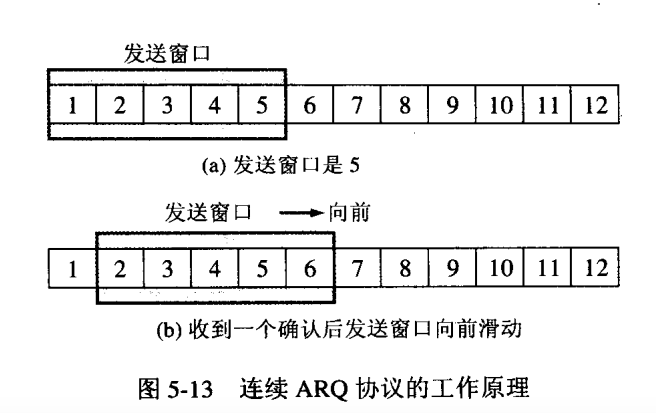 发送窗口
1 2 3 4 5 6 7 8 9 10 11 12
(a) 发送窗口是 5
发送窗口 → 向前
1 2 3 4 5 6 7 8 9 10 11 12
(b) 收到一个确认后发送窗口向前滑动
图 5-13 连续 ARQ 协议的工作原理